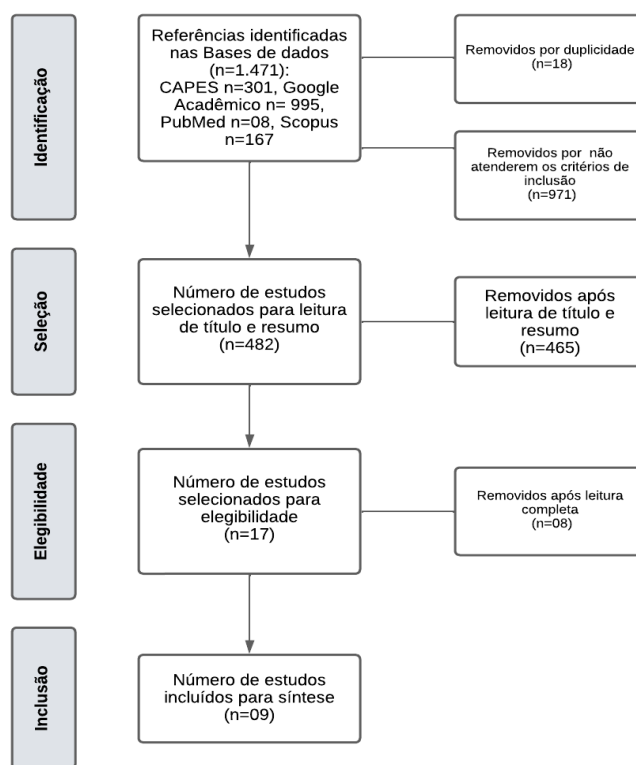 Identificação
Referências identificadas
nas Bases de dados
(n=1.471):
CAPES n=301, Google
Acadêmico n= 995,
PubMed n=08, Scopus
n=167
Removidos por duplicidade
(n=18)
Removidos por não
atenderem os critérios de
inclusão
(n=971)
Seleção
Número de estudos
selecionados para leitura
de título e resumo
(n=482)
Removidos após
leitura de título e
resumo
(n=465)
Elegibilidade
Número de estudos
selecionados para
elegibilidade
(n=17)
Removidos após leitura
completa
(n=08)
Inclusão
Número de estudos
incluídos para síntese
(n=09)